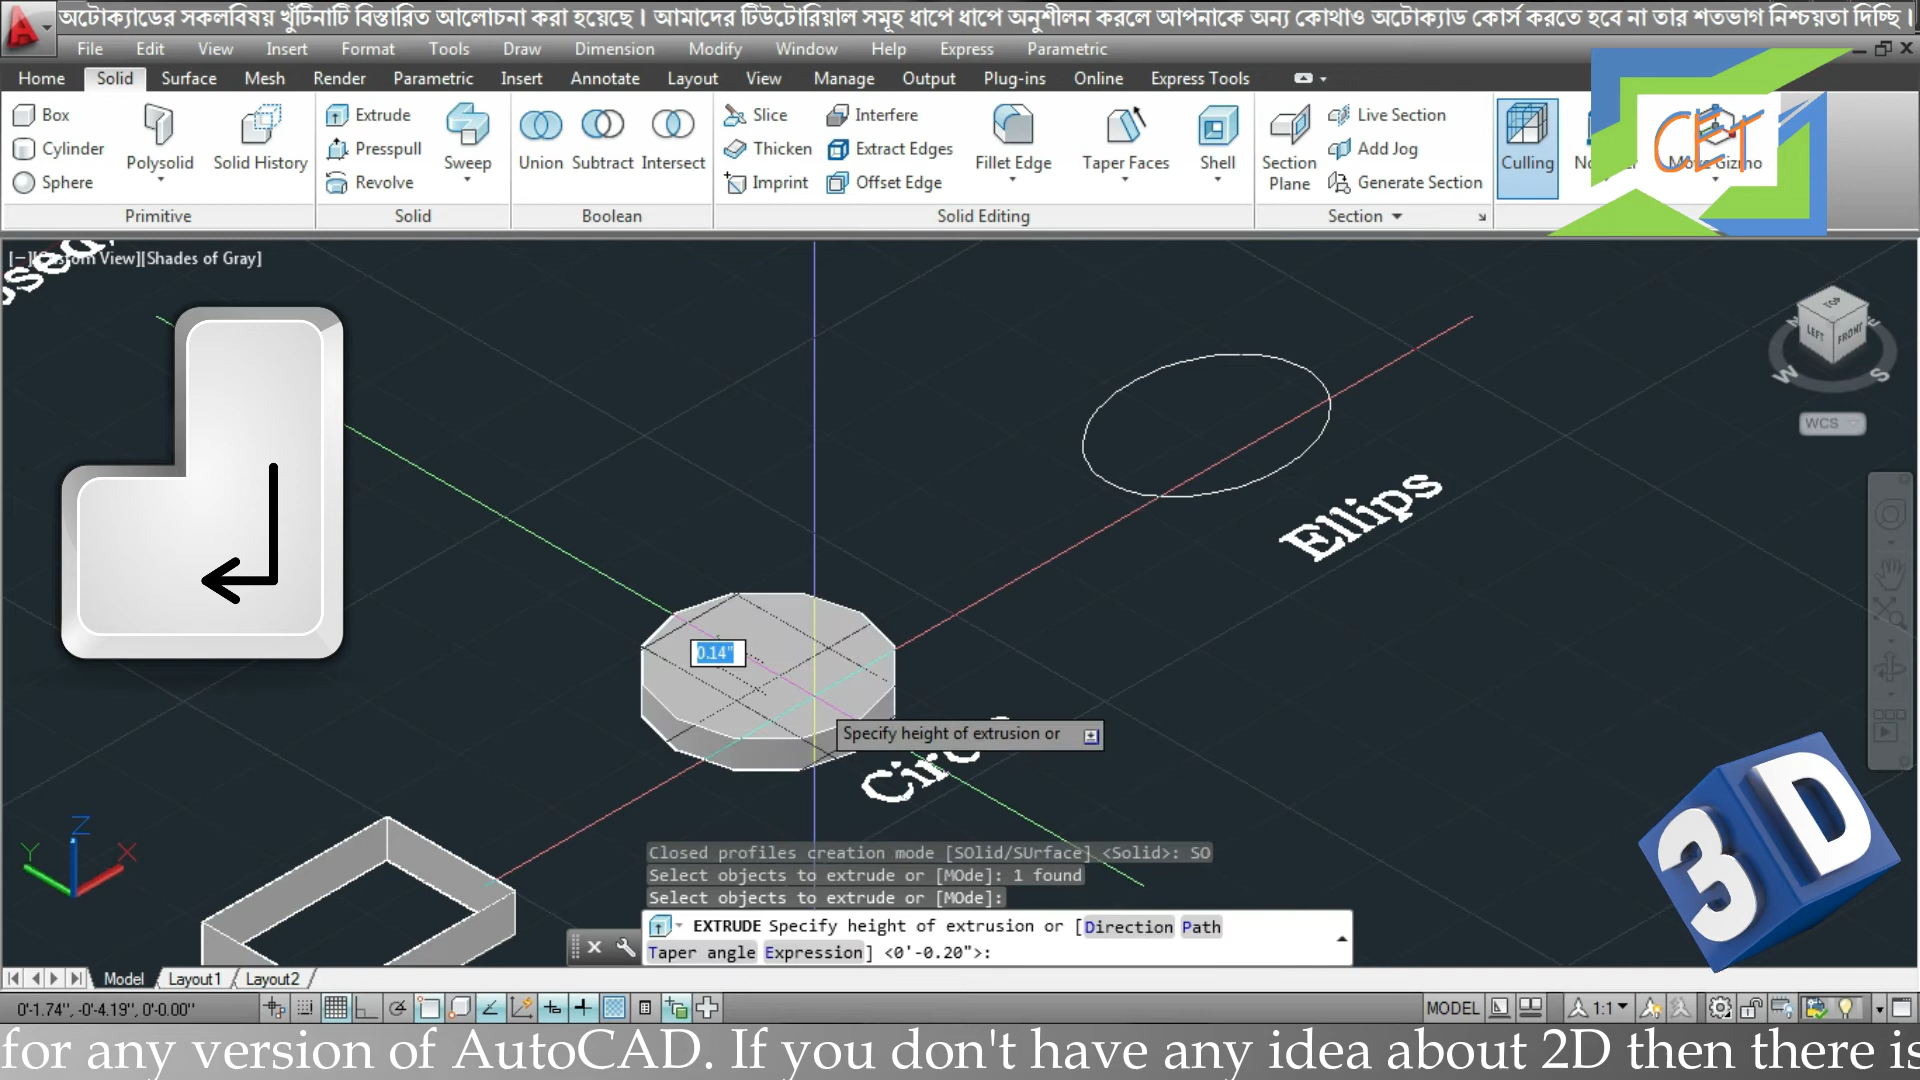 অটোক্যাডের সকলবিষয় খুঁটিনাটি বিস্তারিত আলোচনা করা হয়েছে। আমাদের টিউটোরিয়াল সমূহ ধাপে ধাপে অনুশীলন করলে আপনাকে অন্য কোথাও অটোক্যাড কোর্স করতে হবে না তার শতভাগ নিশ্চয়তা দিচ্ছি।
File Edit View Insert Format Tools Draw Dimension Modify Window Help Express Parametric
Home Solid Surface Mesh Render Parametric Insert Annotate Layout View Manage Output Plug-ins Online Express Tools
Box
Cylinder
Sphere
Polysolid
Solid History
Primitive
Extrude
Presspull
Revolve
Sweep
Solid
Union Subtract Intersect
Boolean
Slice
Thicken
Imprint
Interfere
Extract Edges
Offset Edge
Fillet Edge
Taper Faces
Shell
Solid Editing
Section Plane
Live Section
Add Jog
Generate Section
Section
Culling
Move Gizmo
CET
[−][Custom View][Shades of Gray]
TOP
LEFT FRONT
W S
WCS
Ellips
0.14"
Specify height of extrusion or
Z
Y X
Closed profiles creation mode [SOlid/SUrface] <Solid>: SO
Select objects to extrude or [MOde]: 1 found
Select objects to extrude or [MOde]:
EXTRUDE Specify height of extrusion or [Direction Path
Taper angle Expression] <0'-0.20">:
3D
Model Layout1 Layout2
0'-1.74", -0'-4.19", 0'-0.00"
MODEL 1:1
for any version of AutoCAD. If you don't have any idea about 2D then there is